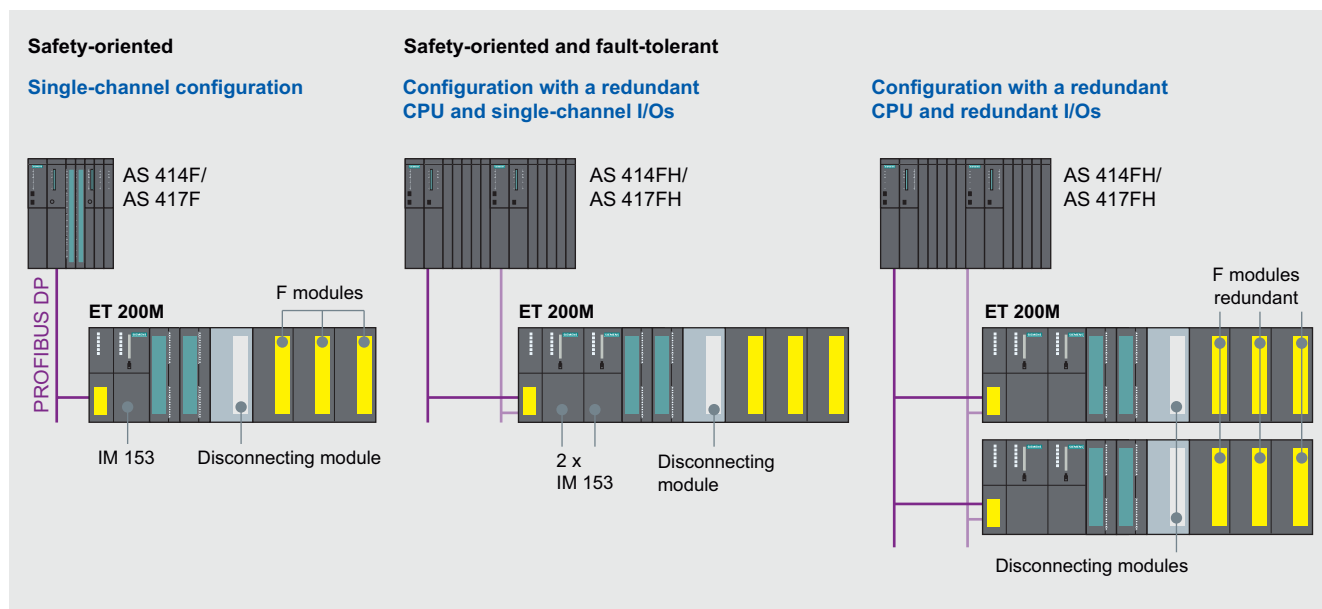 Safety-oriented
Single-channel configuration
AS 414F/
AS 417F
PROFIBUS DP
ET 200M
F modules
IM 153
Disconnecting module
Safety-oriented and fault-tolerant
Configuration with a redundant
CPU and single-channel I/Os
AS 414FH/
AS 417FH
ET 200M
2 x
IM 153
Disconnecting
module
Configuration with a redundant
CPU and redundant I/Os
AS 414FH/
AS 417FH
F modules
redundant
ET 200M
Disconnecting modules